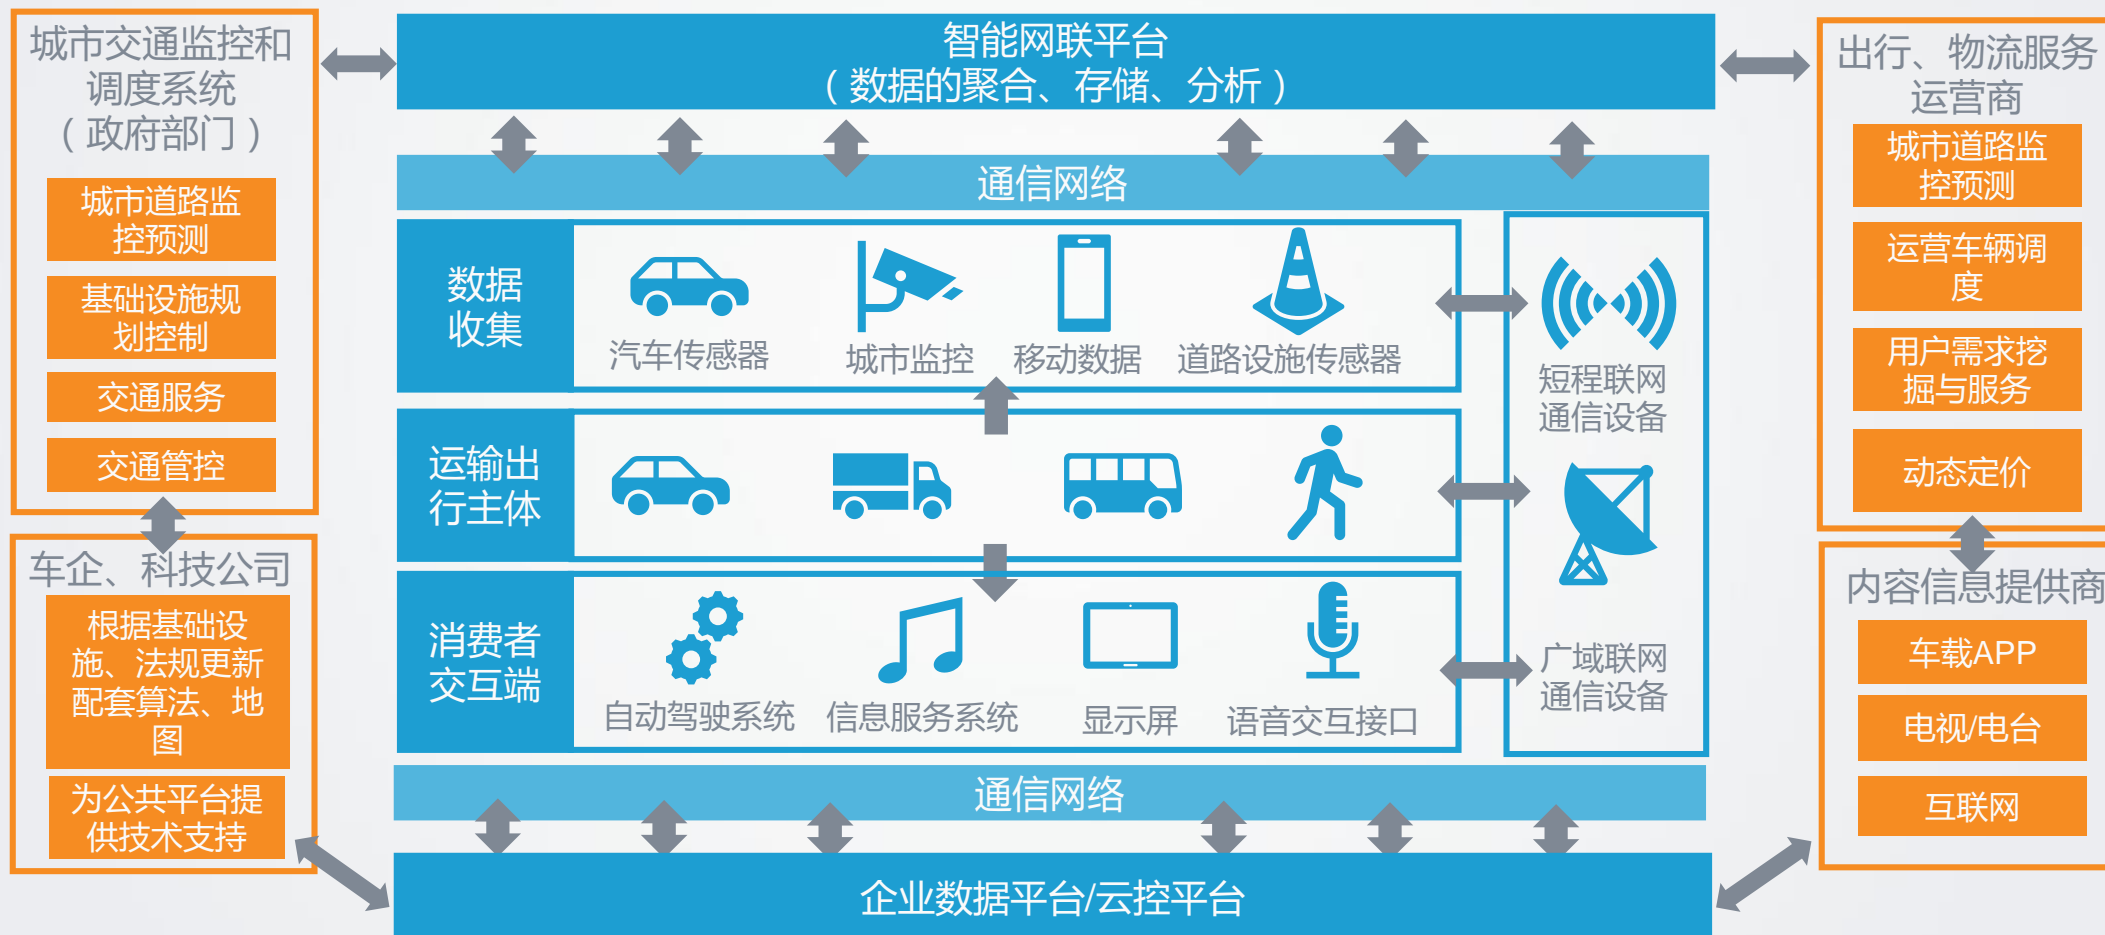 城市交通监控和
调度系统
（政府部门）
城市道路监
控预测
基础设施规
划控制
交通服务
交通管控
车企、科技公司
根据基础设
施、法规更新
配套算法、地
图
为公共平台提
供技术支持
智能网联平台
（数据的聚合、存储、分析）
通信网络
数据
收集
汽车传感器
城市监控
移动数据
道路设施传感器
运输出
行主体
消费者
交互端
自动驾驶系统
信息服务系统
显示屏
语音交互接口
短程联网
通信设备
广域联网
通信设备
通信网络
企业数据平台/云控平台
出行、物流服务
运营商
城市道路监
控预测
运营车辆调
度
用户需求挖
掘与服务
动态定价
内容信息提供商
车载APP
电视/电台
互联网